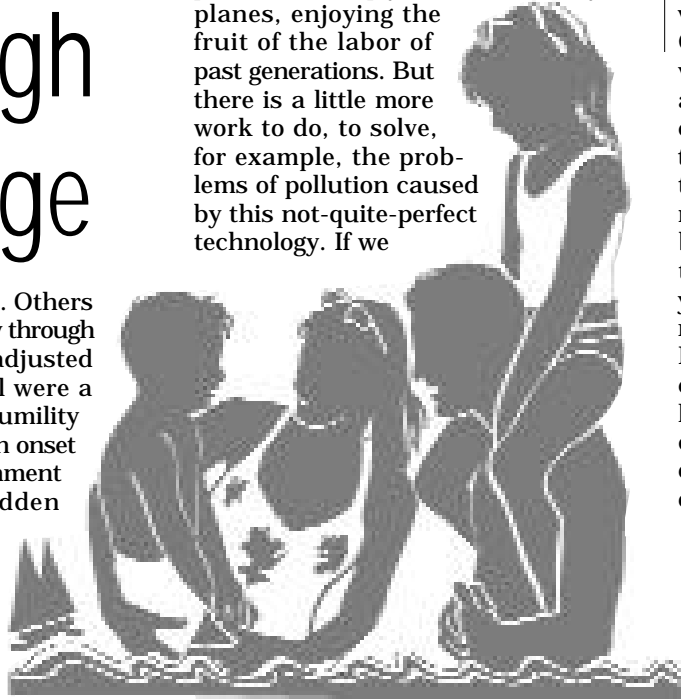 gh
ge
. Others
through
adjusted
l were a
umility
n onset
nment
dden
planes, enjoying the
fruit of the labor of
past generations. But
there is a little more
work to do, to solve,
for example, the prob-
lems of pollution caused
by this not-quite-perfect
technology. If we